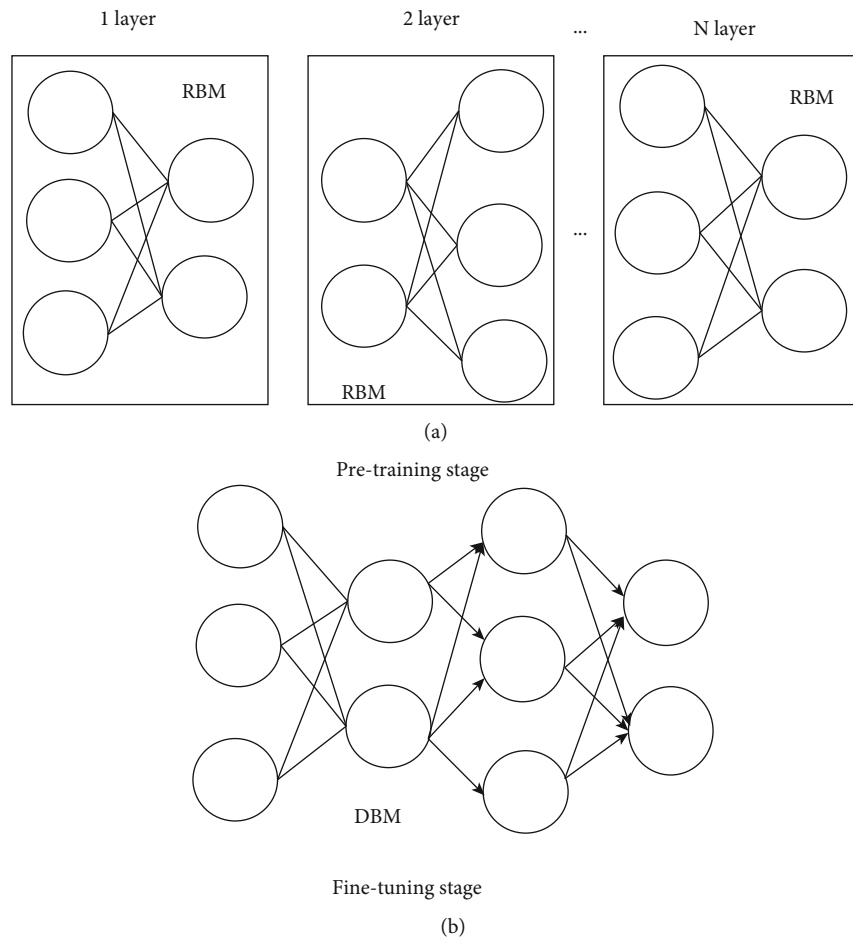 1 layer
2 layer
...
N layer
RBM
RBM
RBM
...
(a)
Pre-training stage
DBM
Fine-tuning stage
(b)